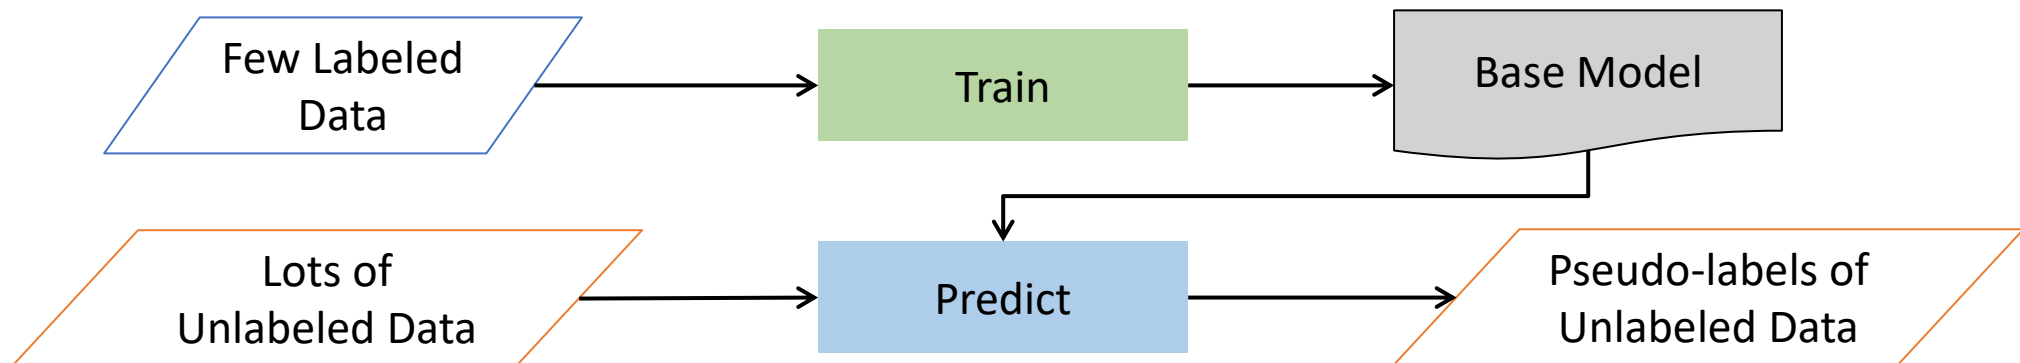 Few Labeled
Data
Train
Base Model
Lots of
Unlabeled Data
Predict
Pseudo-labels of
Unlabeled Data